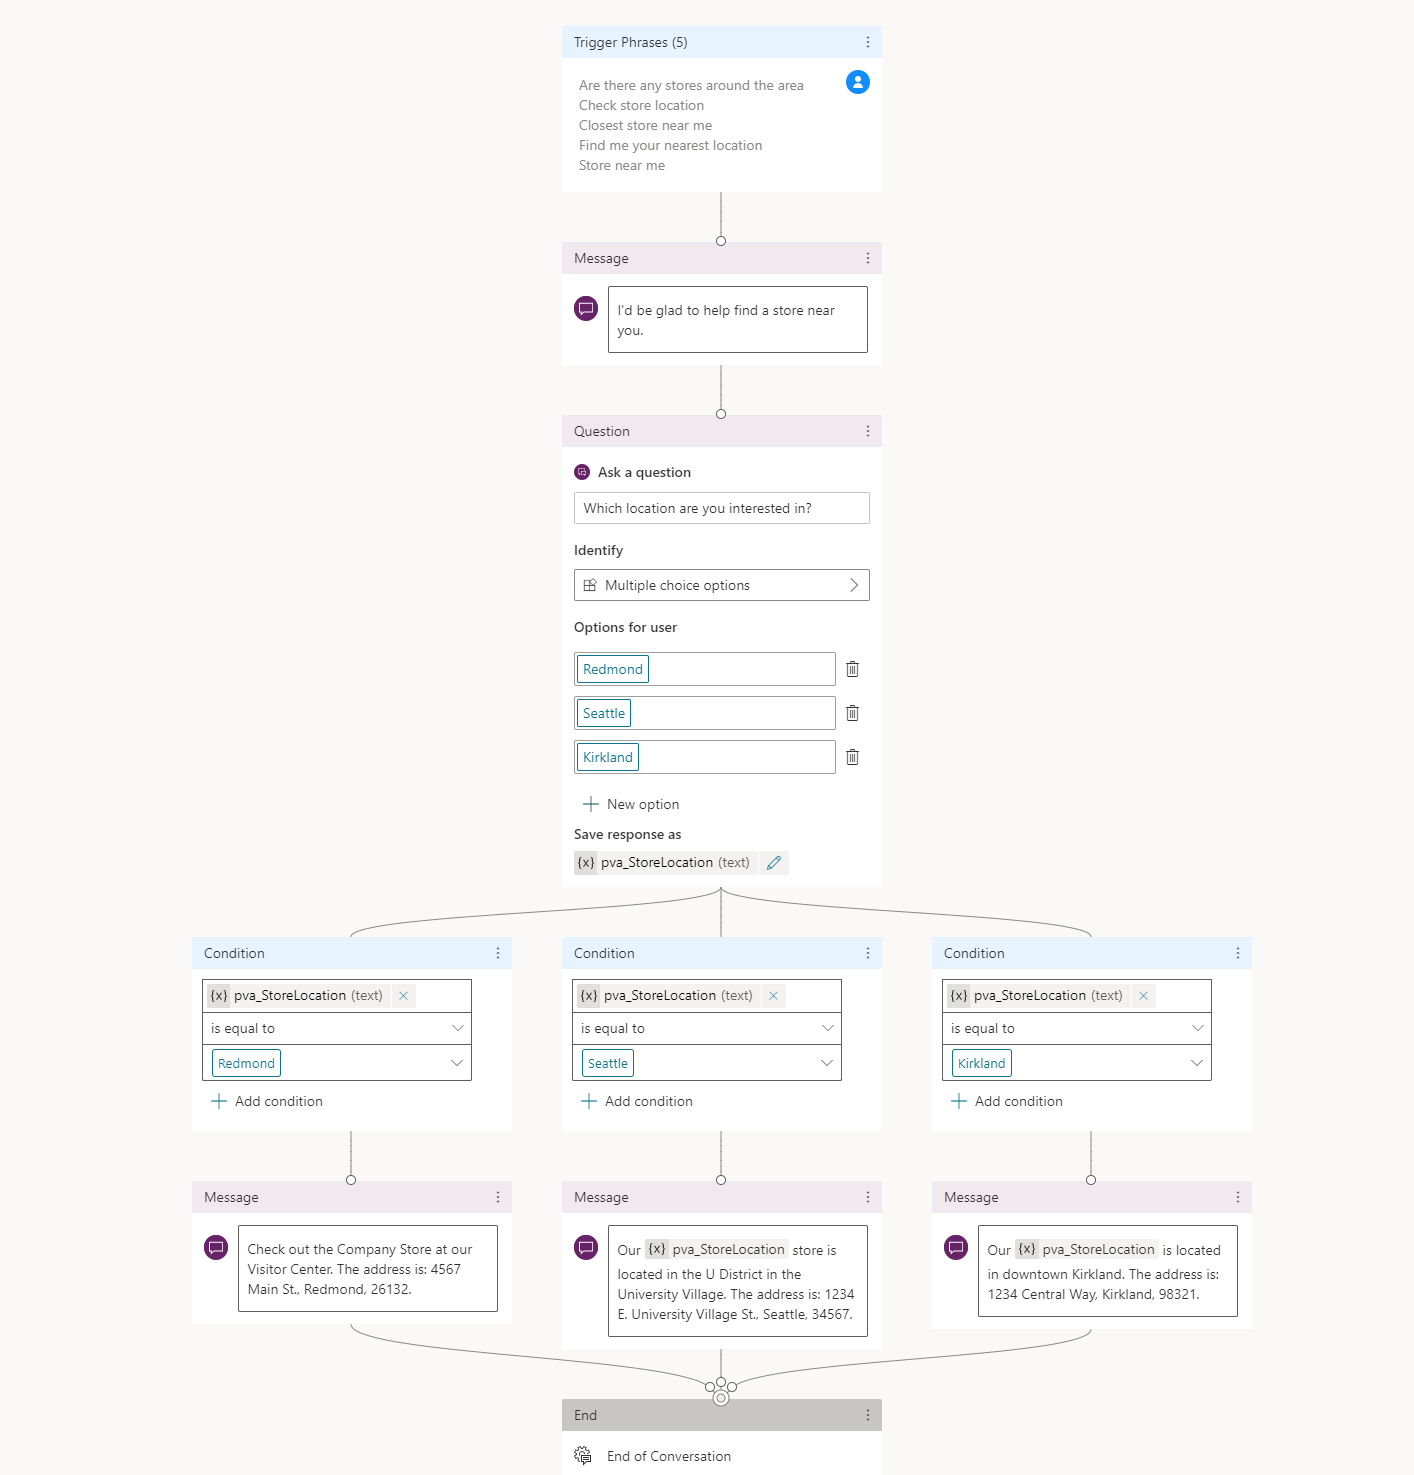 Trigger Phrases (5)
Are there any stores around the area
Check store location
Closest store near me
Find me your nearest location
Store near me
Message
I'd be glad to help find a store near
you.
Question
Ask a question
Which location are you interested in?
Identify
Multiple choice options
Options for user
Redmond
Seattle
Kirkland
New option
Save response as
{x} pva_StoreLocation (text)
Condition
{x} pva_StoreLocation (text)
is equal to
Redmond
Add condition
Condition
{x} pva_StoreLocation (text)
is equal to
Seattle
Add condition
Condition
{x} pva_StoreLocation (text)
is equal to
Kirkland
Add condition
Message
Check out the Company Store at our
Visitor Center. The address is: 4567
Main St., Redmond, 26132.
Message
Our {x} pva_StoreLocation store is
located in the U District in the
University Village. The address is: 1234
E. University Village St., Seattle, 34567.
Message
Our {x} pva_StoreLocation is located
in downtown Kirkland. The address is:
1234 Central Way, Kirkland, 98321.
End
End of Conversation